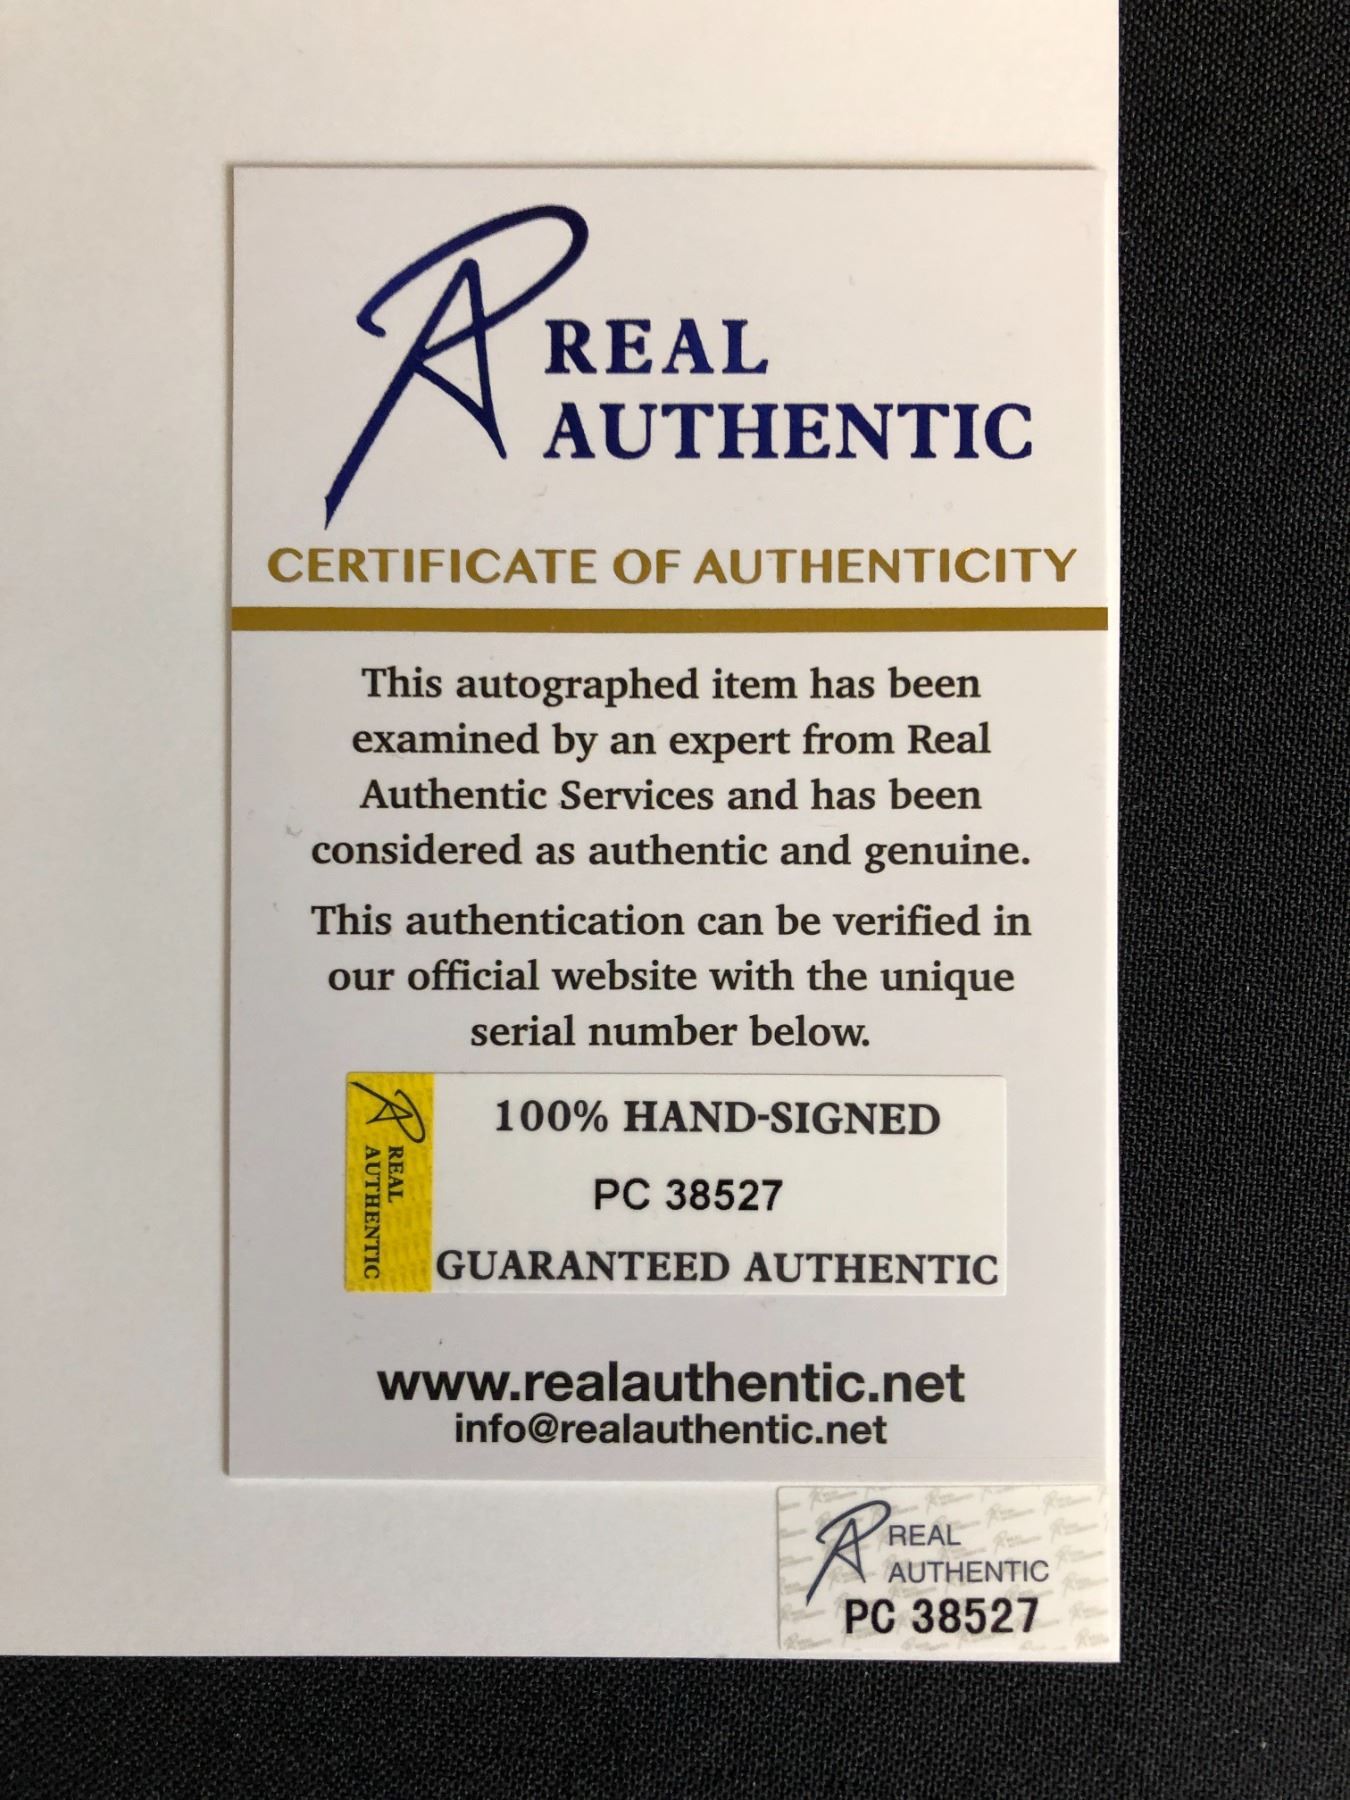 REAL
AUTHENTIC
CERTIFICATE OF AUTHENTICITY
This autographed item has been
examined by an expert from Real
Authentic Services and has been
considered as authentic and genuine.
This authentication can be verified in
our official website with the unique
serial number below.
REAL
AUTHENTIC
100% HAND-SIGNED
PC 38527
GUARANTEED AUTHENTIC
www.realauthentic.net
info@realauthentic.net
REAL
AUTHENTIC
PC 38527